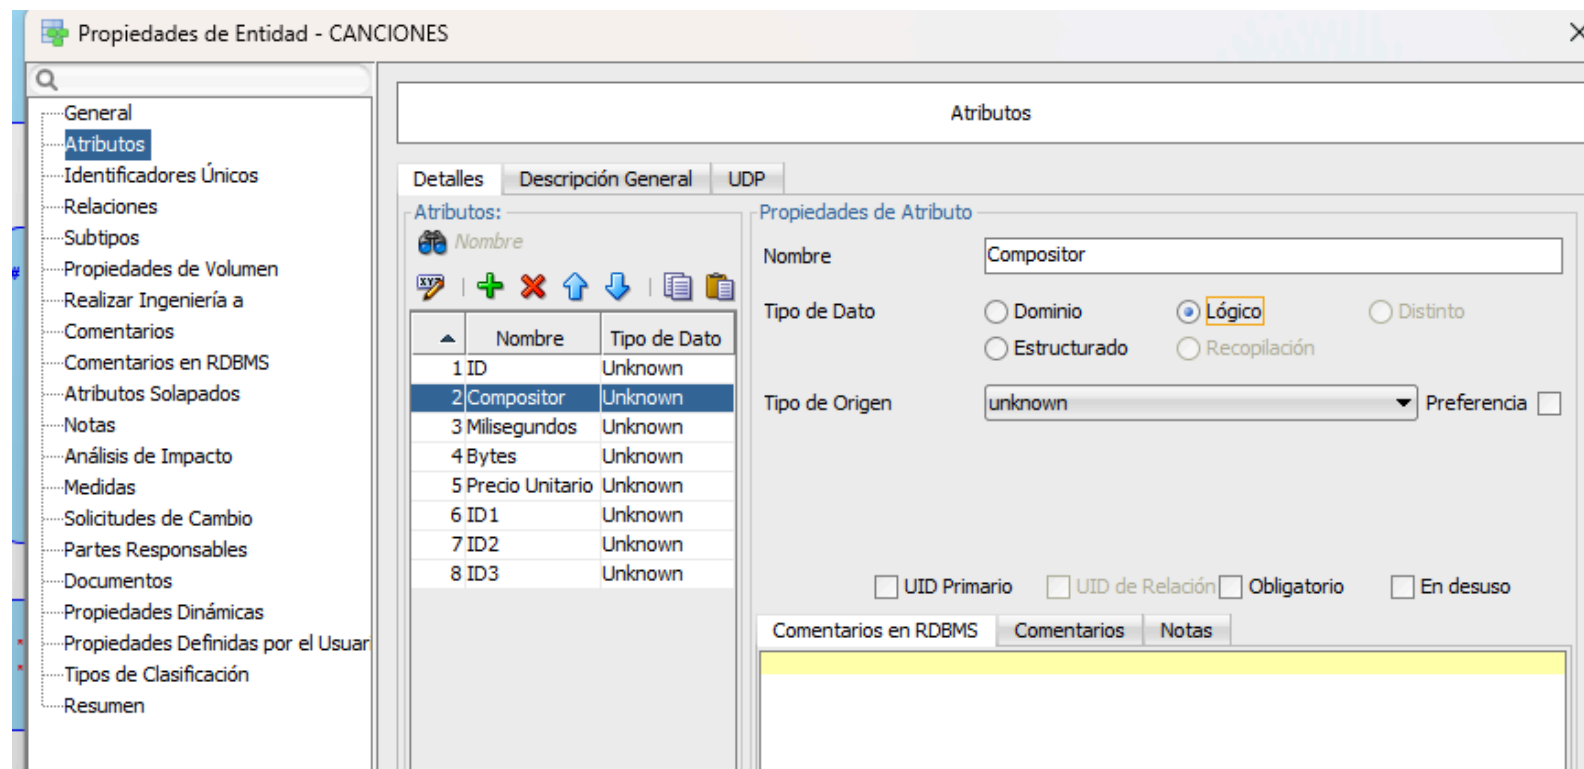 Propiedades de Entidad - CANCIONES
General
Atributos
Identificadores Únicos
Relaciones
Subtipos
Propiedades de Volumen
Realizar Ingeniería a
Comentarios
Comentarios en RDBMS
Atributos Solapados
Notas
Análisis de Impacto
Medidas
Solicitudes de Cambio
Partes Responsables
Documentos
Propiedades Dinámicas
Propiedades Definidas por el Usuar
Tipos de Clasificación
Resumen
Atributos
Detalles Descripción General UDP
Atributos:
Nombre
XYZ
Nombre Tipo de Dato
1 ID Unknown
2 Compositor Unknown
3 Milisegundos Unknown
4 Bytes Unknown
5 Precio Unitario Unknown
6 ID1 Unknown
7 ID2 Unknown
8 ID3 Unknown
Propiedades de Atributo
Nombre Compositor
Tipo de Dato Dominio Lógico Distinto
Estructurado Recopilación
Tipo de Origen unknown Preferencia
UID Primario UID de Relación Obligatorio En desuso
Comentarios en RDBMS Comentarios Notas
#
*
*